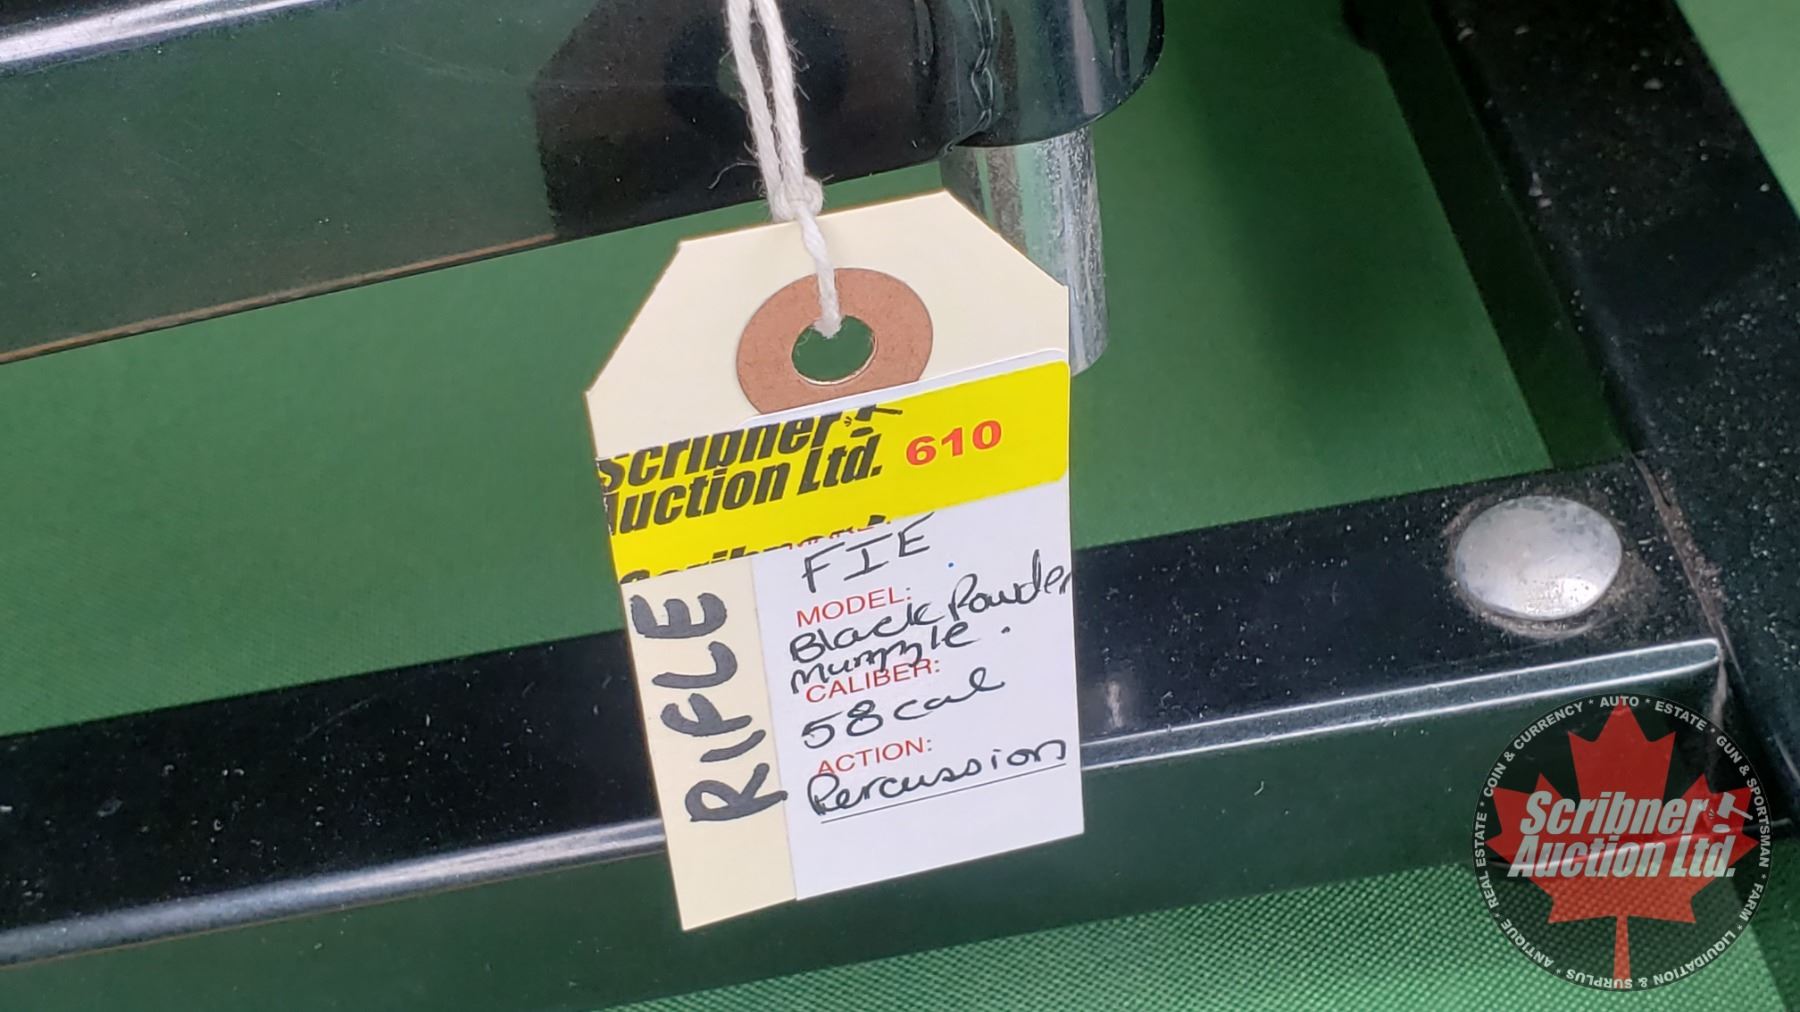 Scribner
Auction Ltd. 610
FIE
MODEL:
Black Powder
Muzzle.
CALIBER:
58 cal
ACTION:
Percussion
RIFLE
Scribner
Auction Ltd.
* REAL ESTATE * COIN & CURRENCY * AUTO * ESTATE * GUN & SPORTSMAN * FARM * LIQUIDATION & SURPLUS * ANTIQUE